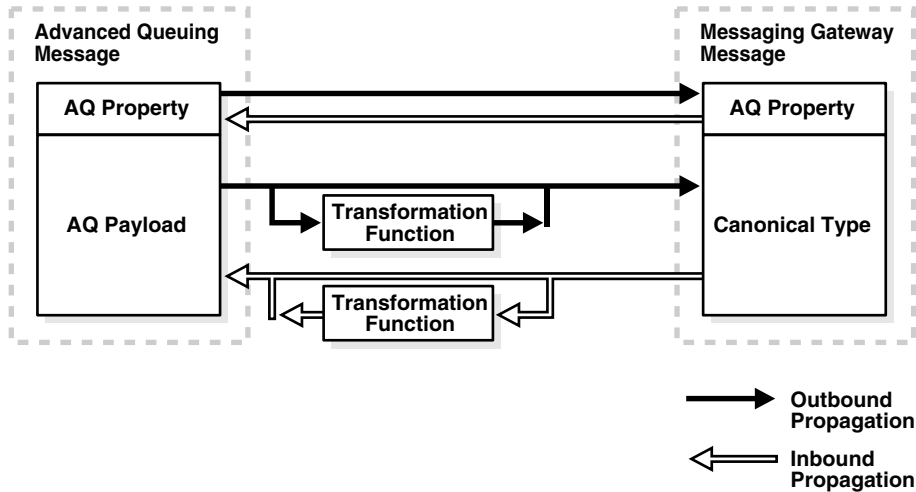 Advanced Queuing
Message
Messaging Gateway
Message
AQ Property
AQ Property
AQ Payload
Transformation
Function
Canonical Type
Transformation
Function
Outbound
Propagation
Inbound
Propagation